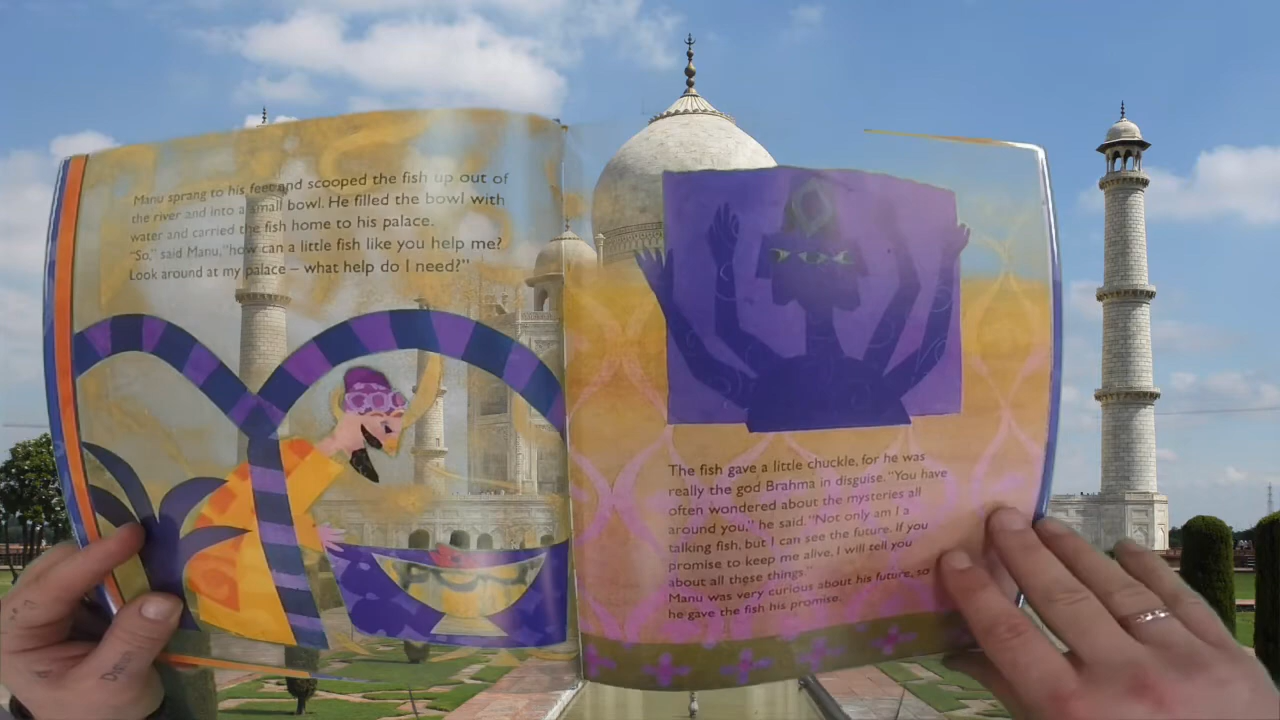 Manu sprang to his feet and scooped the fish up out of
the river and into a small bowl. He filled the bowl with
water and carried the fish home to his palace.
"So," said Manu, "how can a little fish like you help me?
Look around at my palace – what help do I need?"
The fish gave a little chuckle, for he was
really the god Brahma in disguise. "You have
often wondered about the mysteries all
around you," he said. "Not only am I a
talking fish, but I can see the future. If you
promise to keep me alive, I will tell you
about all these things."
Manu was very curious about his future, so
he gave the fish his promise.